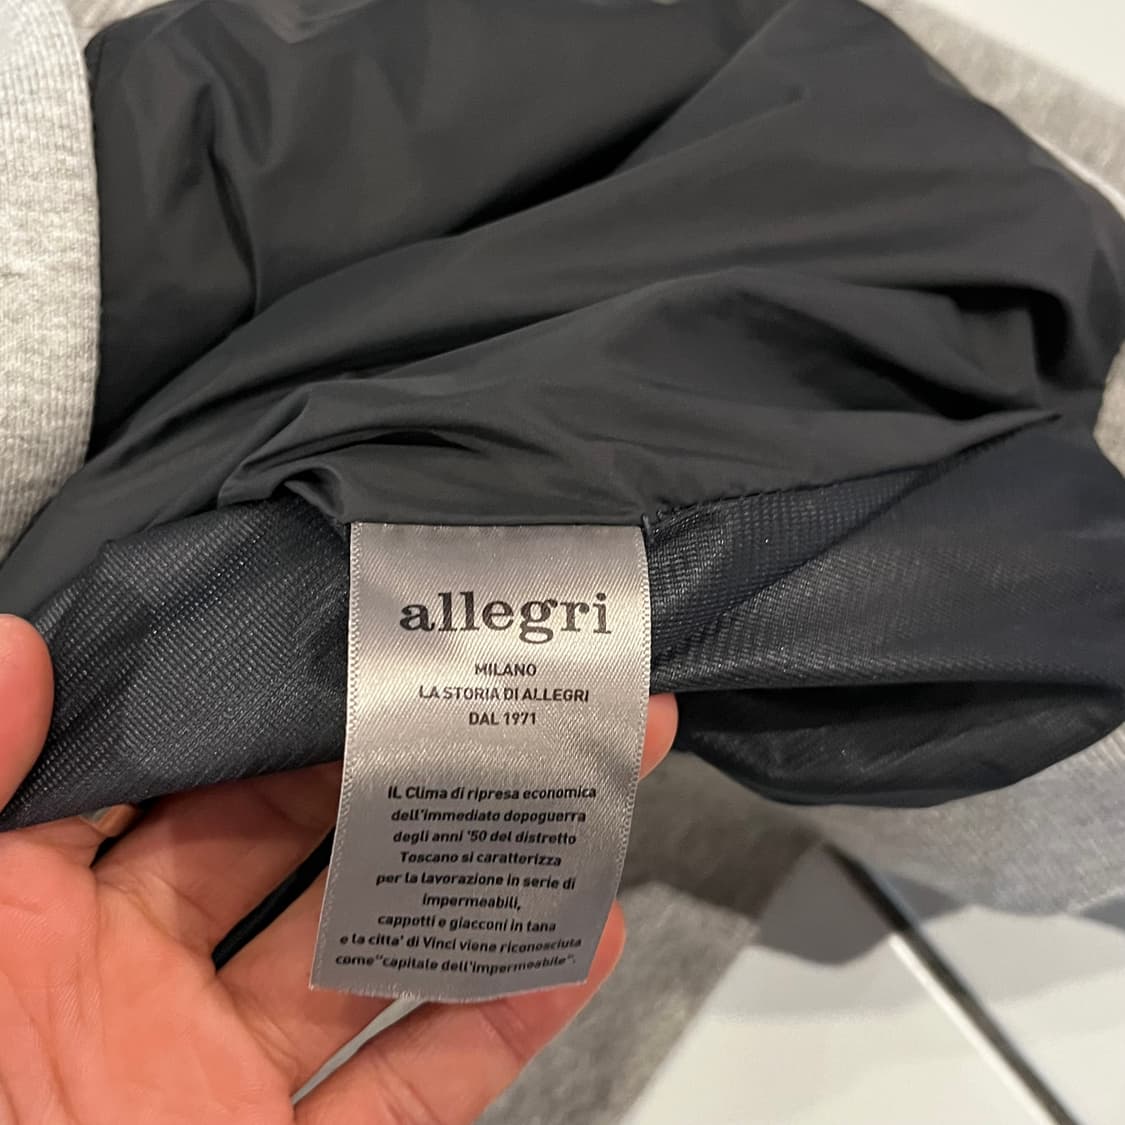 allegri
MILANO
LA STORIA DI ALLEGRI
DAL 1971
IL Clima di ripresa economica
dell'immediato dopoguerra
degli anni '50 del distretto
Toscano si caratterizza
per la lavorazione in serie di
impermeabili,
cappotti e giacconi in tana
e la citta' di Vinci viene riconosciuta
come"capitale dell'impermeabile".